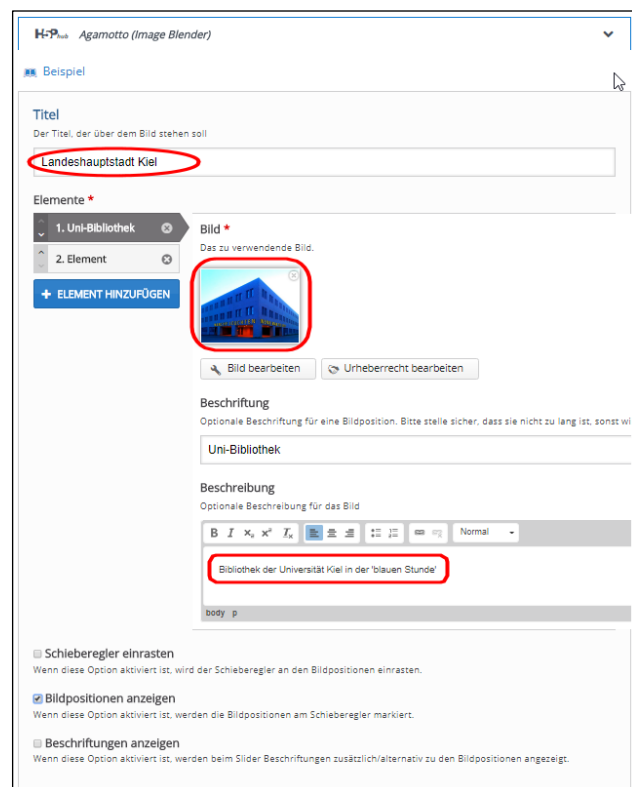 H5P hub Agamotto (Image Blender)
Beispiel
Titel
Der Titel, der über dem Bild stehen soll
Landeshauptstadt Kiel
Elemente *
1. Uni-Bibliothek
2. Element
+ ELEMENT HINZUFÜGEN
Bild *
Das zu verwendende Bild.
Bild bearbeiten
Urheberrecht bearbeiten
Beschriftung
Optionale Beschriftung für eine Bildposition. Bitte stelle sicher, dass sie nicht zu lang ist, sonst wi
Uni-Bibliothek
Beschreibung
Optionale Beschreibung für das Bild
B I x₂ x² Tx Normal
Bibliothek der Universität Kiel in der 'blauen Stunde'
body p
Schieberegler einrasten
Wenn diese Option aktiviert ist, wird der Schieberegler an den Bildpositionen einrasten.
Bildpositionen anzeigen
Wenn diese Option aktiviert ist, werden die Bildpositionen am Schieberegler markiert.
Beschriftungen anzeigen
Wenn diese Option aktiviert ist, werden beim Slider Beschriftungen zusätzlich/alternativ zu den Bildpositionen angezeigt.